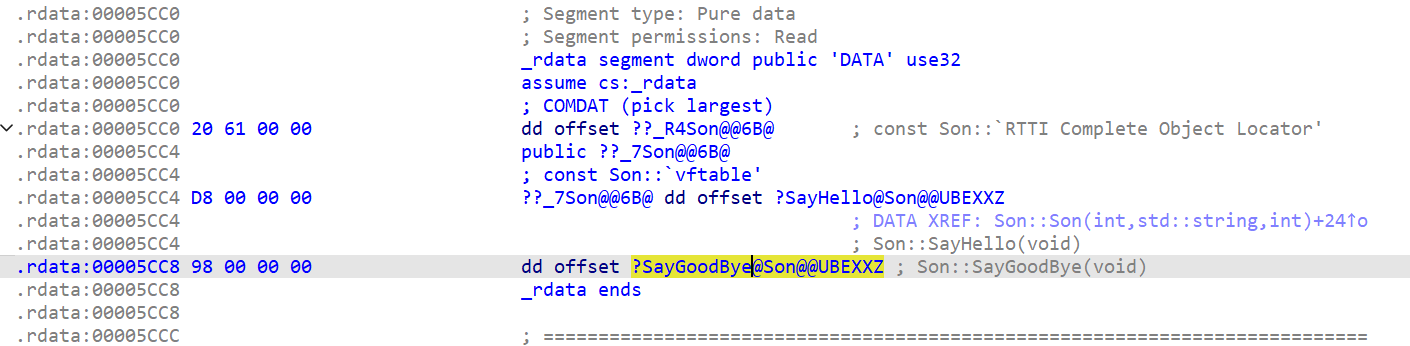 .rdata:00005CC0 ; Segment type: Pure data
.rdata:00005CC0 ; Segment permissions: Read
.rdata:00005CC0 _rdata segment dword public 'DATA' use32
.rdata:00005CC0 assume cs:_rdata
.rdata:00005CC0 ; COMDAT (pick largest)
.rdata:00005CC0 20 61 00 00 dd offset ??_R4Son@@6B@ ; const Son::`RTTI Complete Object Locator'
.rdata:00005CC4 public ??_7Son@@6B@
.rdata:00005CC4 ; const Son::`vftable'
.rdata:00005CC4 D8 00 00 00 ??_7Son@@6B@ dd offset ?SayHello@Son@@UBEXXZ
.rdata:00005CC4 ; DATA XREF: Son::Son(int,std::string,int)+24↑o
.rdata:00005CC4 ; Son::SayHello(void)
.rdata:00005CC8 98 00 00 00 dd offset ?SayGoodBye@Son@@UBEXXZ ; Son::SayGoodBye(void)
.rdata:00005CC8 _rdata ends
.rdata:00005CC8
.rdata:00005CCC ; ===========================================================================